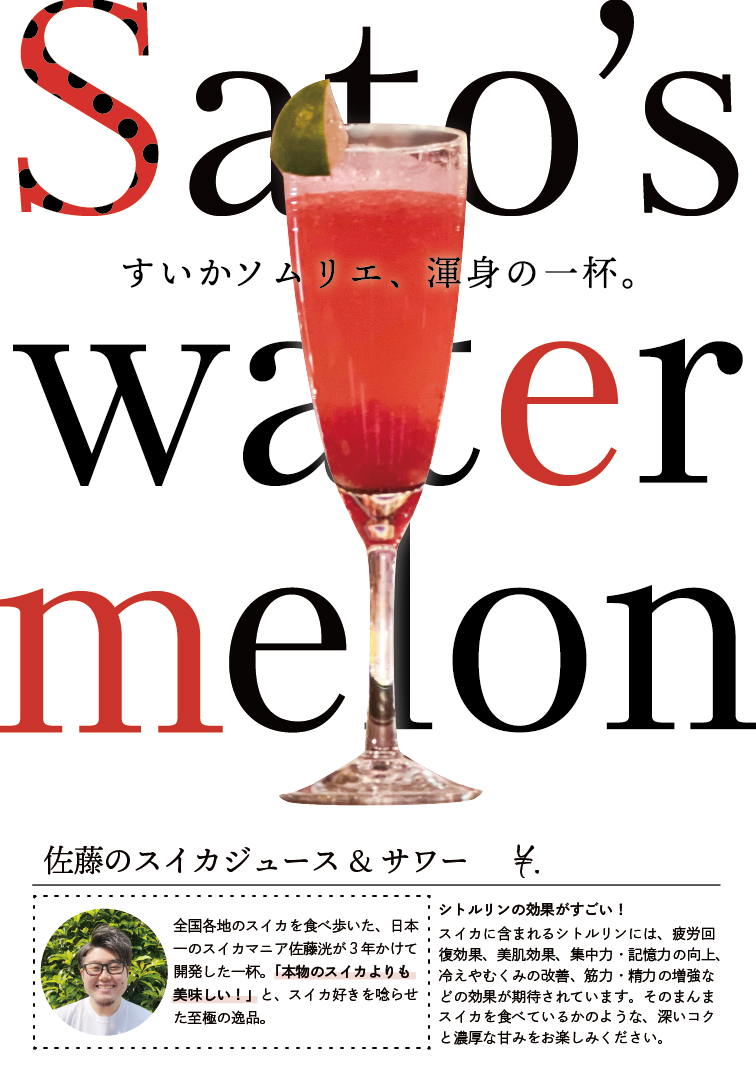 Sato's
すいかソムリエ、渾身の一杯。
water
melon
佐藤のスイカジュース & サワー ¥.
全国各地のスイカを食べ歩いた、日本
一のスイカマニア佐藤洸が３年かけて
開発した一杯。「本物のスイカよりも
美味しい！」と、スイカ好きを唸らせ
た至極の逸品。
シトルリンの効果がすごい！
スイカに含まれるシトルリンには、疲労回
復効果、美肌効果、集中力・記憶力の向上、
冷えやむくみの改善、筋力・精力の増強な
どの効果が期待されています。そのまんま
スイカを食べているかのような、深いコク
と濃厚な甘みをお楽しみください。